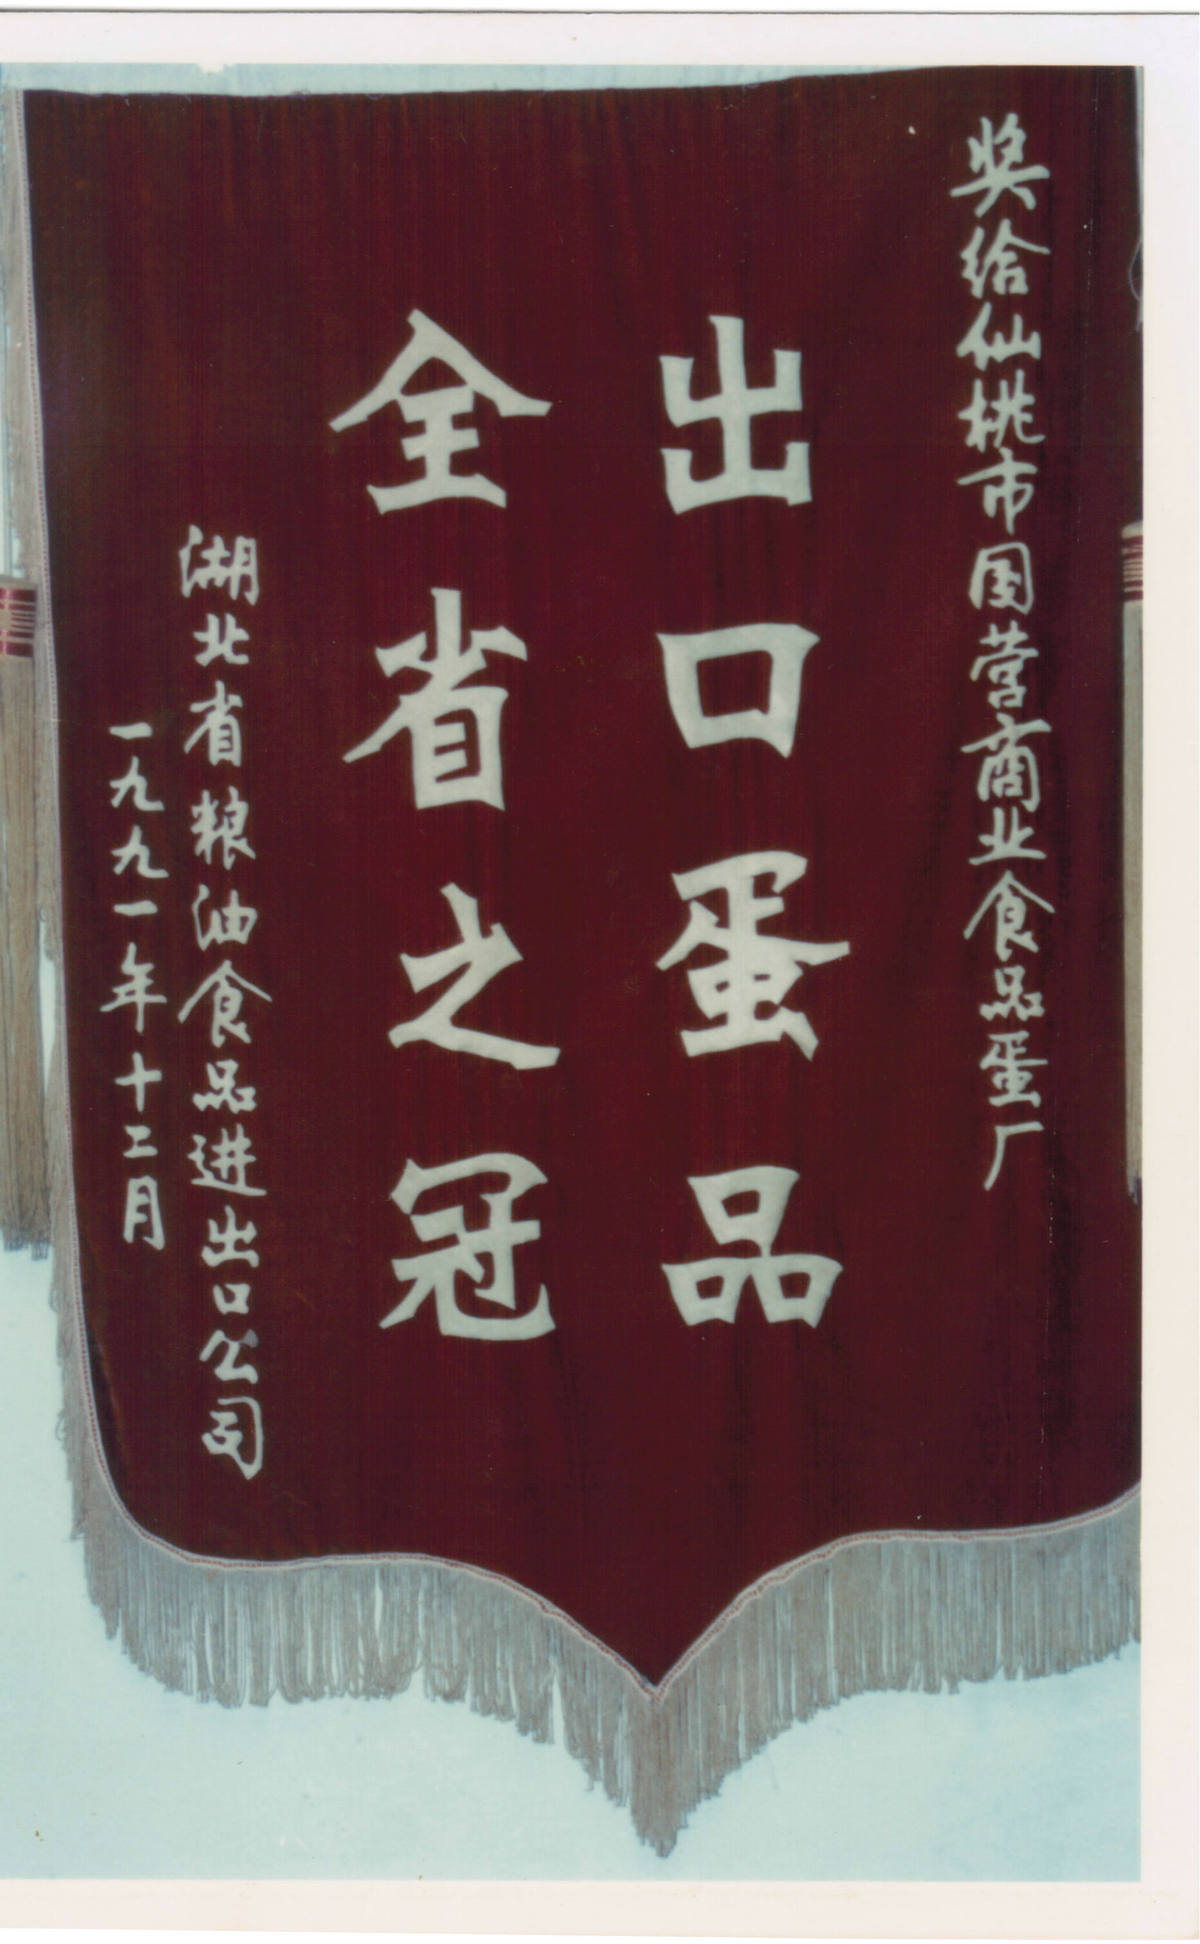 奖给仙桃市国营商业食品蛋厂
出口蛋品
全省之冠
湖北省粮油食品进出口公司
一九九一年十二月